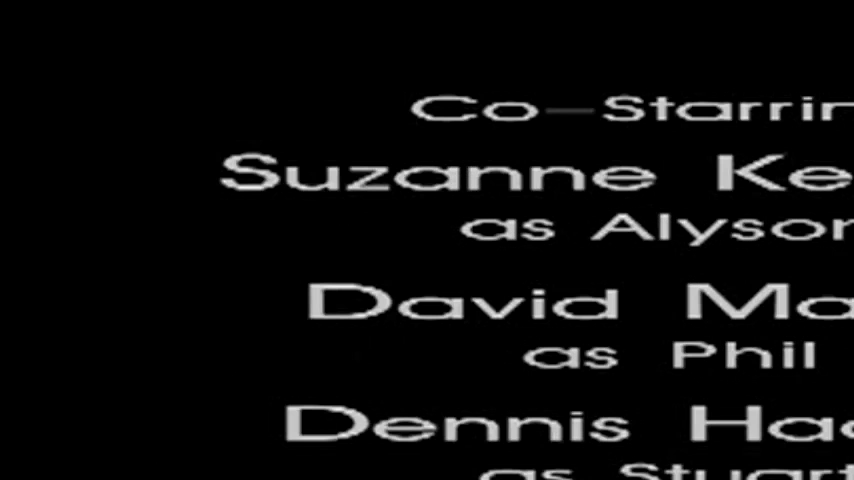 Co-Starrin
Suzanne Ke
as Alyson
David Ma
as Phil
Dennis Ha
as Stuart